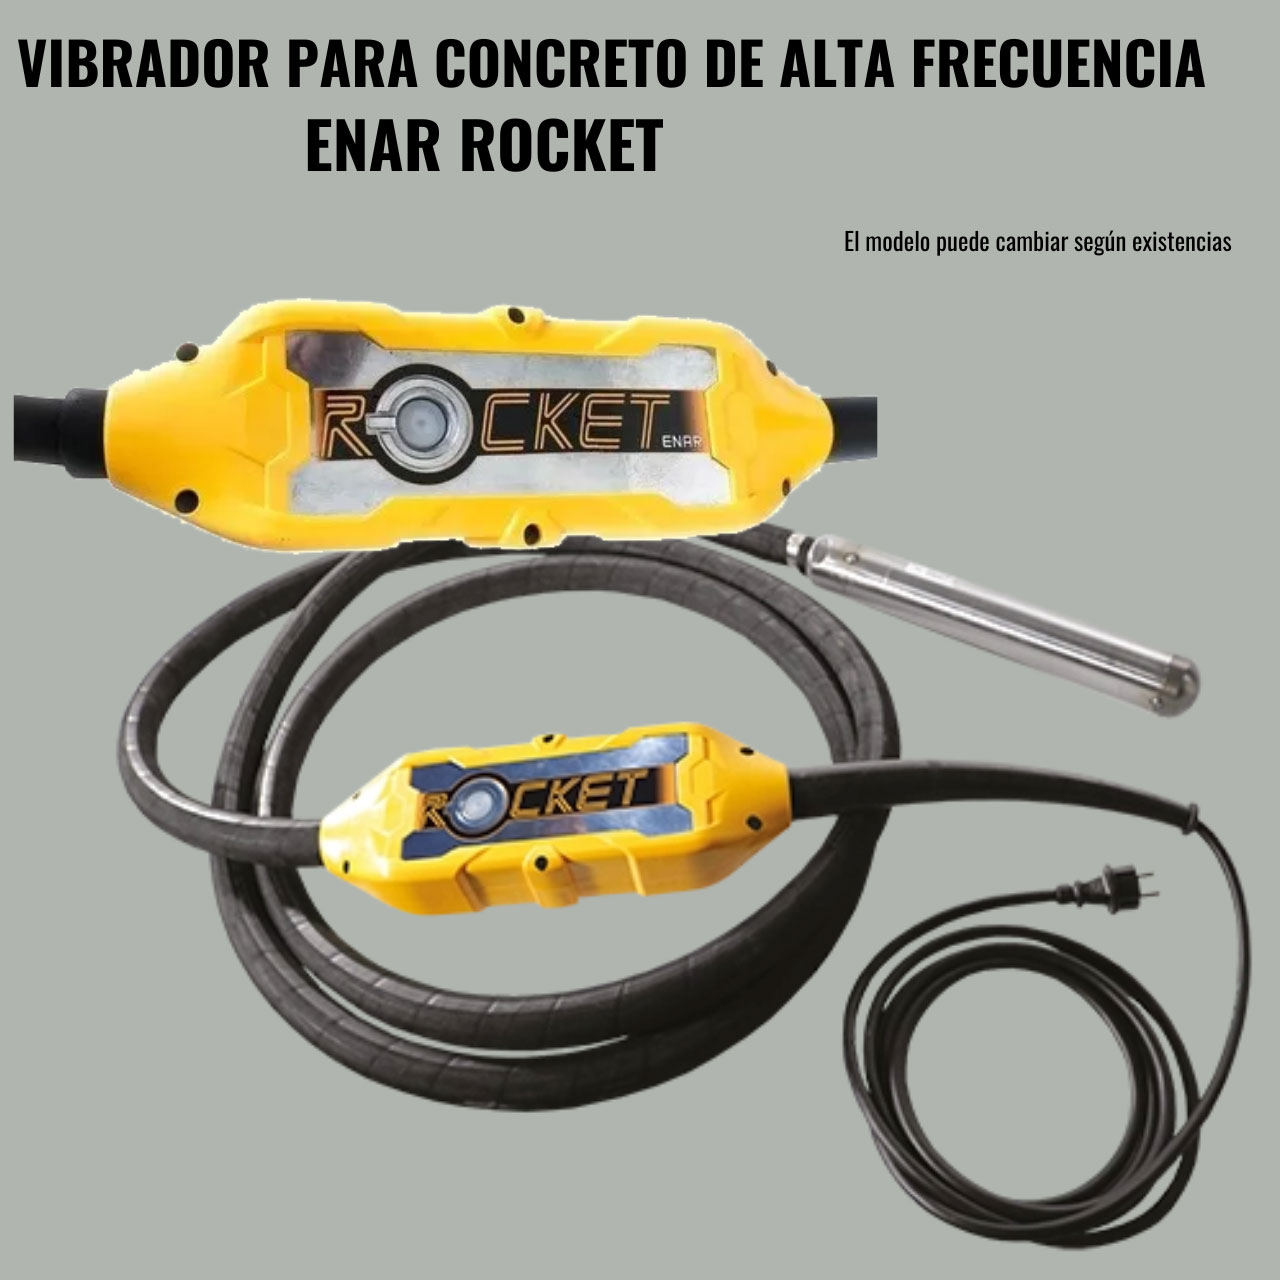 VIBRADOR PARA CONCRETO DE ALTA FRECUENCIA
ENAR ROCKET
El modelo puede cambiar según existencias
ROCKET
ENAR
ROCKET